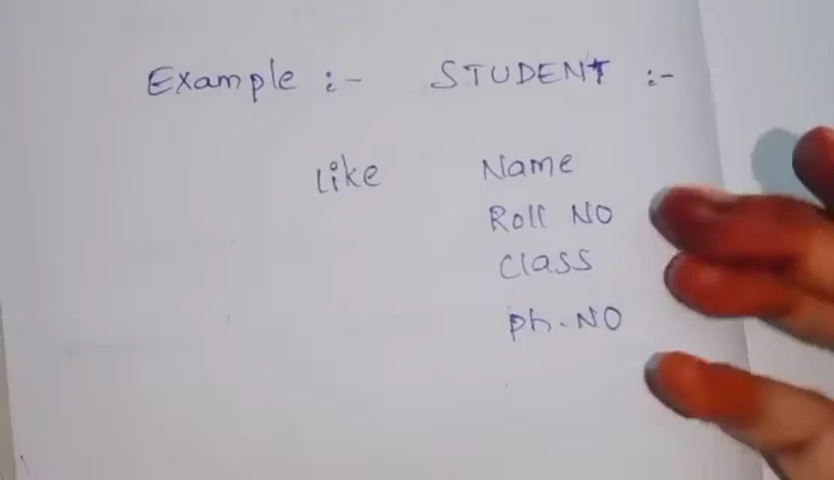 Example :- STUDENT :-
Like Name
Roll NO
Class
ph.NO